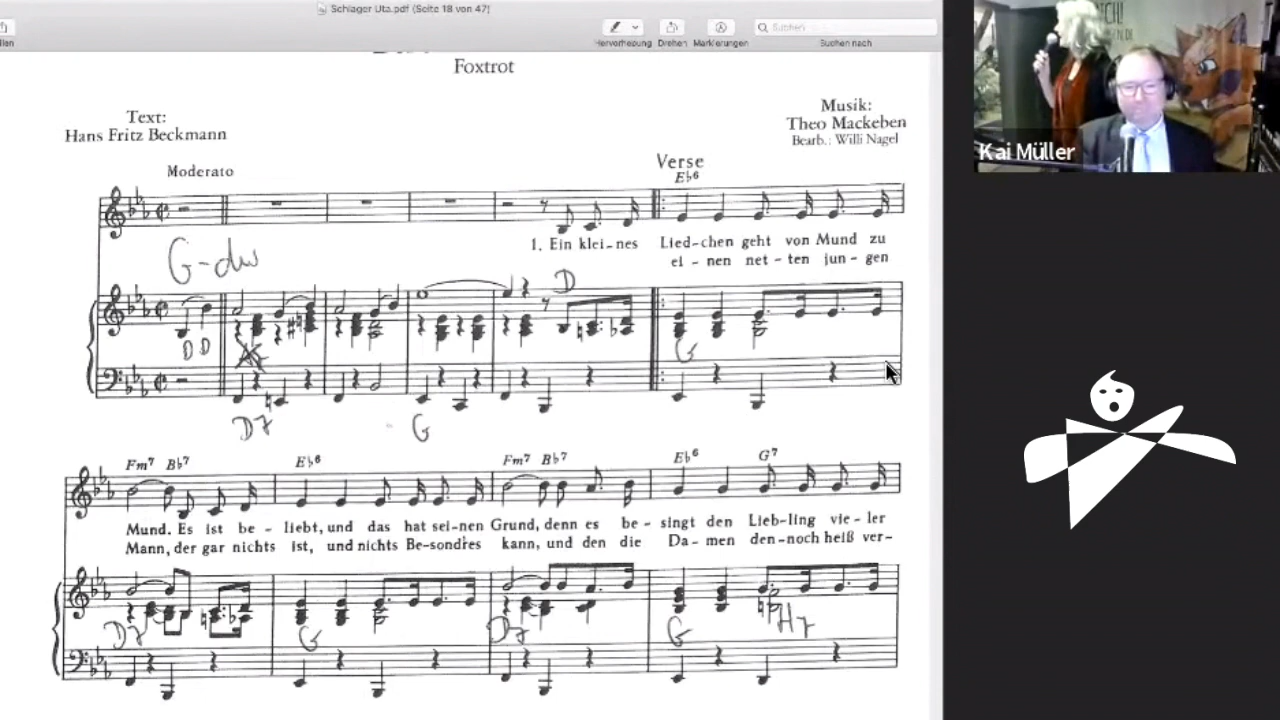 Schlager Uta.pdf (Seite 18 von 47)
Suchen
Hervorhebung Drehen Markierungen Suchen nach
Foxtrot
Text:
Hans Fritz Beckmann
Musik:
Theo Mackeben
Bearb.: Willi Nagel
Moderato
Verse
E♭6
1. Ein klei-nes Lied-chen geht von Mund zu
ei - nen net - ten jun - gen
G-dur
D
D D
G
D7
G
Fm7 B♭7 E♭6 Fm7 B♭7 E♭6 G7
Mund. Es ist be - liebt, und das hat sei-nen Grund, denn es be - singt den Lieb-ling vie - ler
Mann, der gar nichts ist, und nichts Be-sondres kann, und den die Da - men den-noch heiß ver-
D7 G D7 G H7
Kai Müller